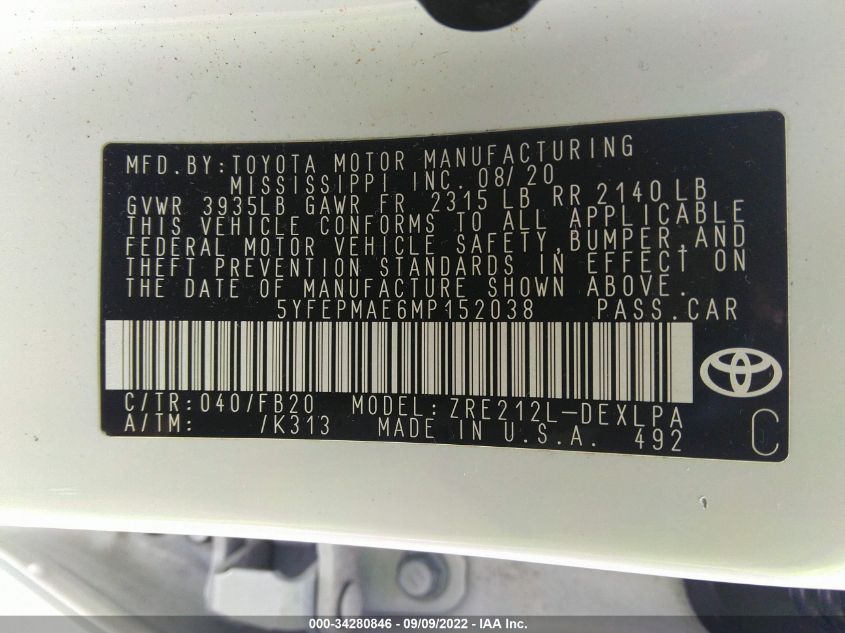 MFD.BY:TOYOTA MOTOR MANUFACTURING
MISSISSIPPI INC. 08/20
GVWR 3935LB GAWR FR 2315 LB RR 2140 LB
THIS VEHICLE CONFORMS TO ALL APPLICABLE
FEDERAL MOTOR VEHICLE SAFETY,BUMPER,AND
THEFT PREVENTION STANDARDS IN EFFECT ON
THE DATE OF MANUFACTURE SHOWN ABOVE.
5YFEPMAE6MP152038 PASS.CAR
C/TR:040/FB20 MODEL:ZRE212L-DEXLPA
A/TM: /K313 MADE IN U.S.A. 492
C
000-34280846 - 09/09/2022 - IAA Inc.